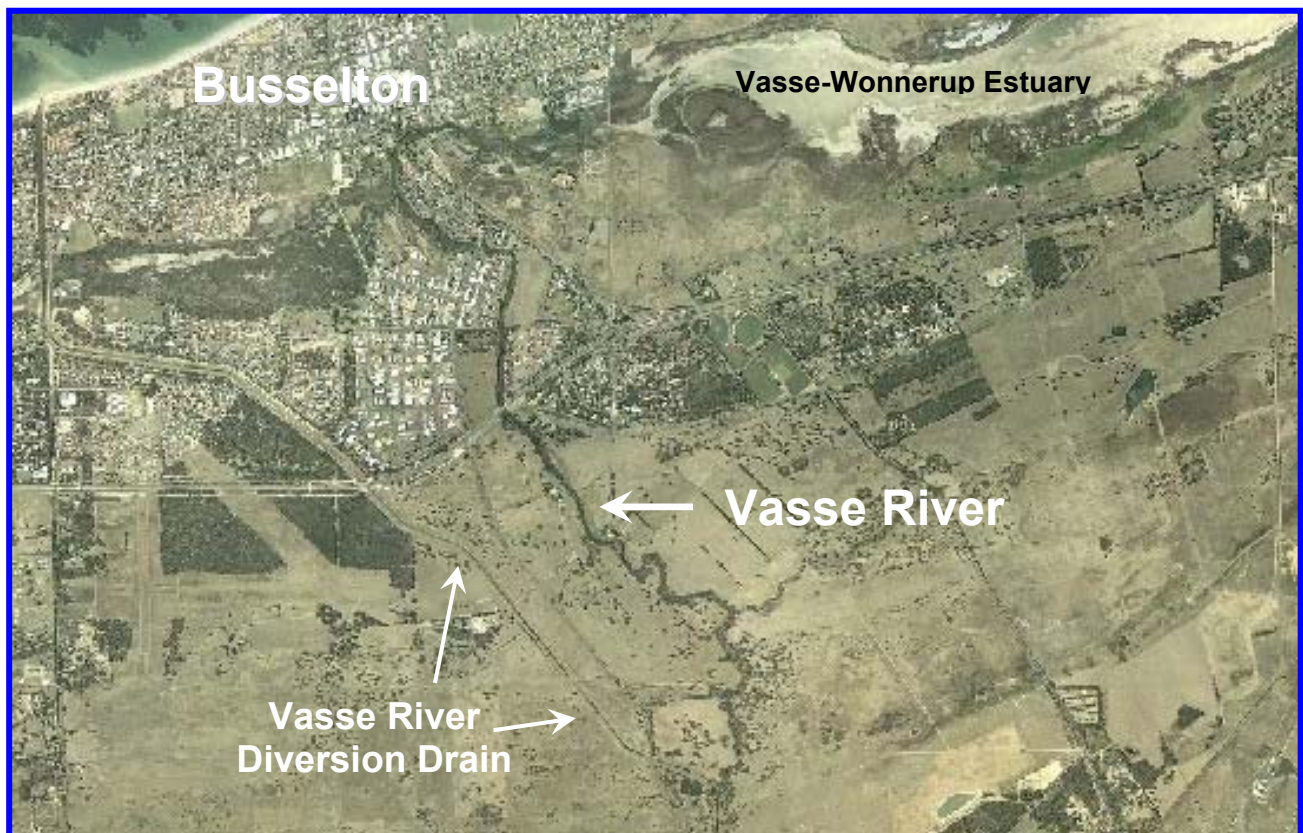 Busselton
Vasse-Wonnerup Estuary
Vasse River
Vasse River
Diversion Drain